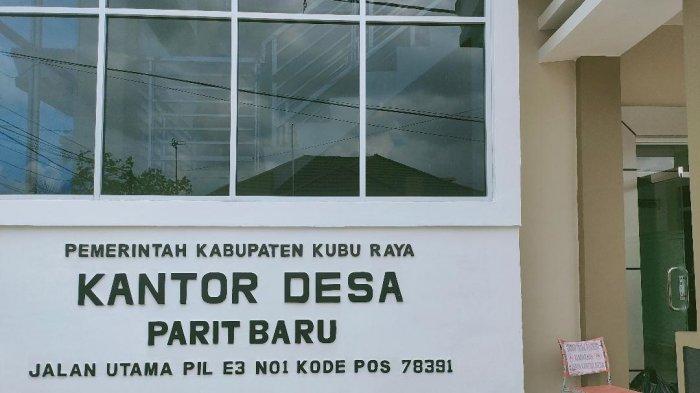 PEMERINTAH KABUPATEN KUBU RAYA
KANTOR DESA
PARIT BARU
JALAN UTAMA PIL E3 NO1 KODE POS 78391